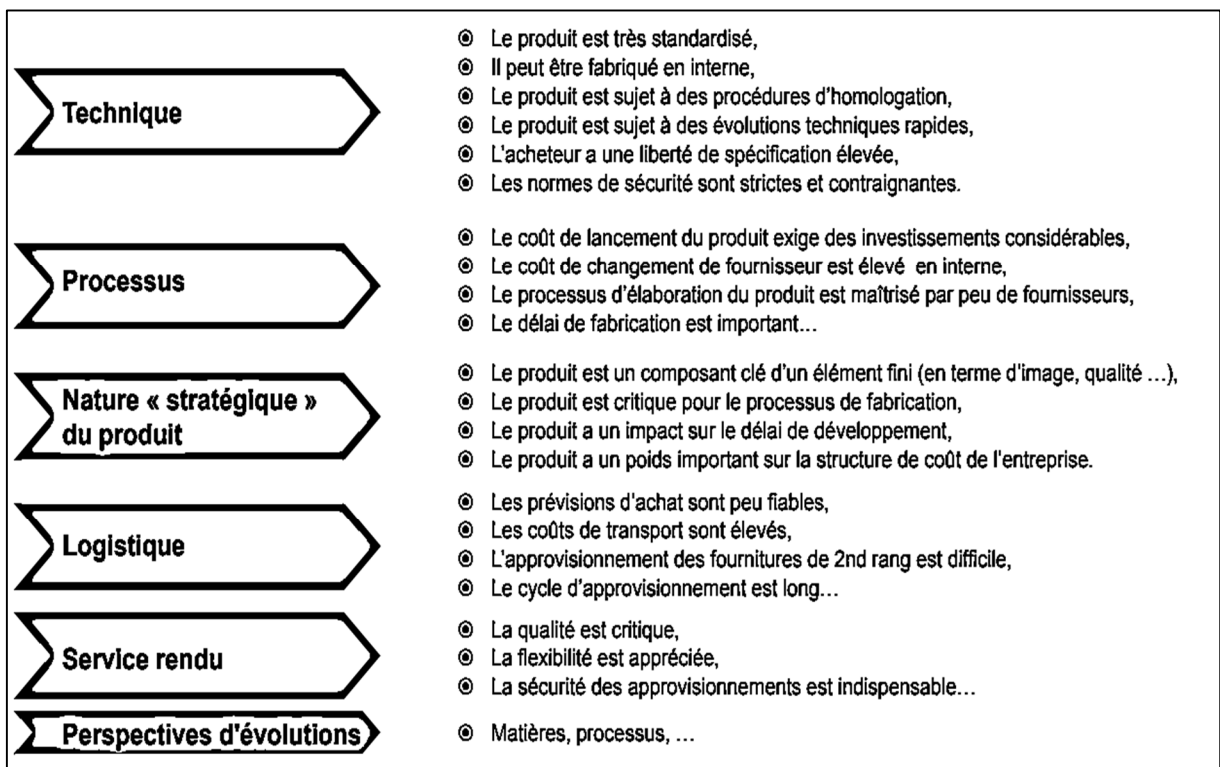 Technique
◉ Le produit est très standardisé,
◉ Il peut être fabriqué en interne,
◉ Le produit est sujet à des procédures d'homologation,
◉ Le produit est sujet à des évolutions techniques rapides,
◉ L'acheteur a une liberté de spécification élevée,
◉ Les normes de sécurité sont strictes et contraignantes.
Processus
◉ Le coût de lancement du produit exige des investissements considérables,
◉ Le coût de changement de fournisseur est élevé en interne,
◉ Le processus d'élaboration du produit est maîtrisé par peu de fournisseurs,
◉ Le délai de fabrication est important…
Nature « stratégique »
du produit
◉ Le produit est un composant clé d'un élément fini (en terme d'image, qualité …),
◉ Le produit est critique pour le processus de fabrication,
◉ Le produit a un impact sur le délai de développement,
◉ Le produit a un poids important sur la structure de coût de l'entreprise.
Logistique
◉ Les prévisions d'achat sont peu fiables,
◉ Les coûts de transport sont élevés,
◉ L'approvisionnement des fournitures de 2nd rang est difficile,
◉ Le cycle d'approvisionnement est long…
Service rendu
◉ La qualité est critique,
◉ La flexibilité est appréciée,
◉ La sécurité des approvisionnements est indispensable…
Perspectives d'évolutions
◉ Matières, processus, …